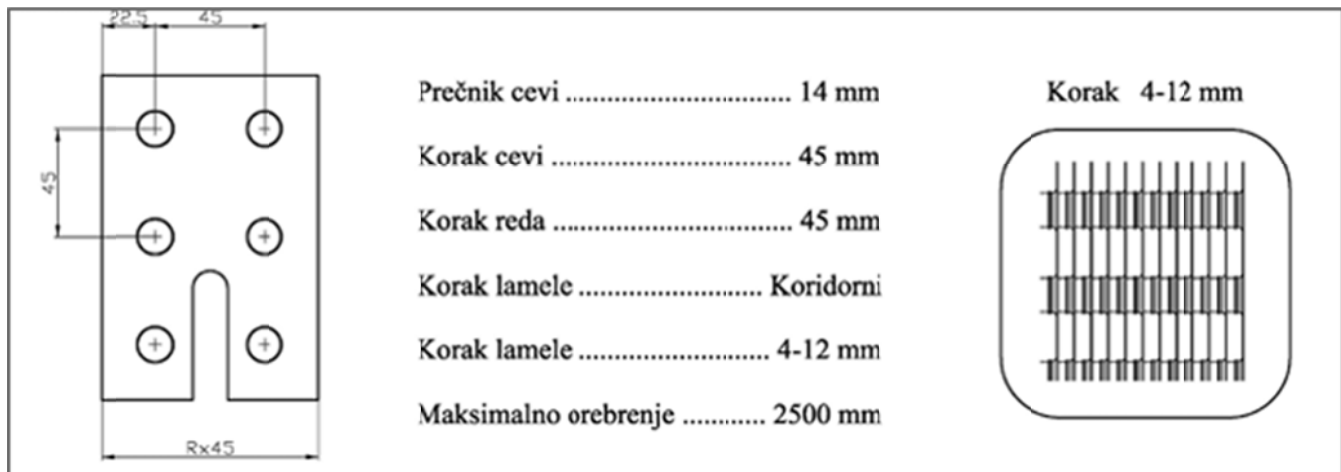 22.5 45
45
Rx45
Prečnik cevi ............................... 14 mm
Korak cevi ................................. 45 mm
Korak reda ................................. 45 mm
Korak lamele ......................... Koridorni
Korak lamele ........................... 4-12 mm
Maksimalno orebrenje ........... 2500 mm
Korak 4-12 mm